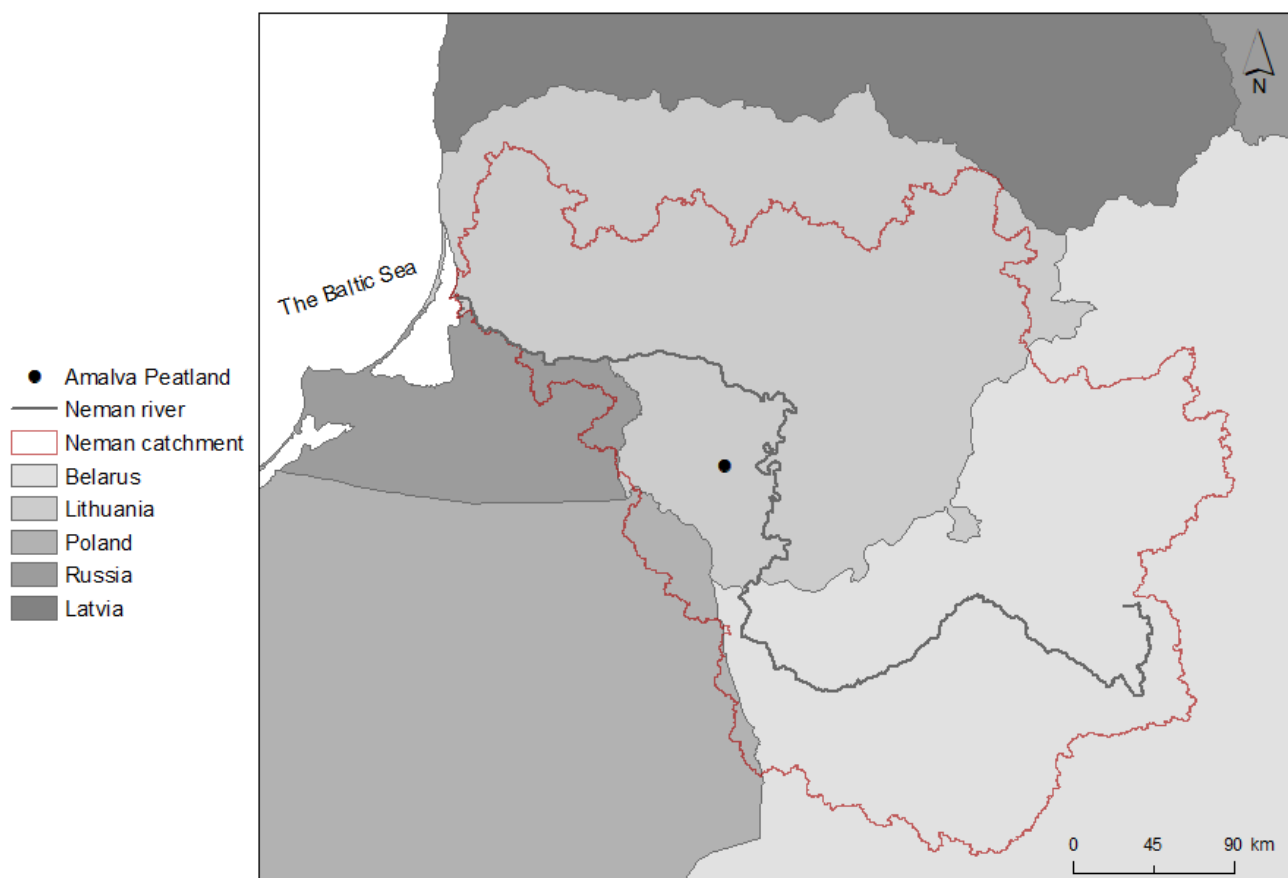 N
The Baltic Sea
Amalva Peatland
Neman river
Neman catchment
Belarus
Lithuania
Poland
Russia
Latvia
0 45 90 km